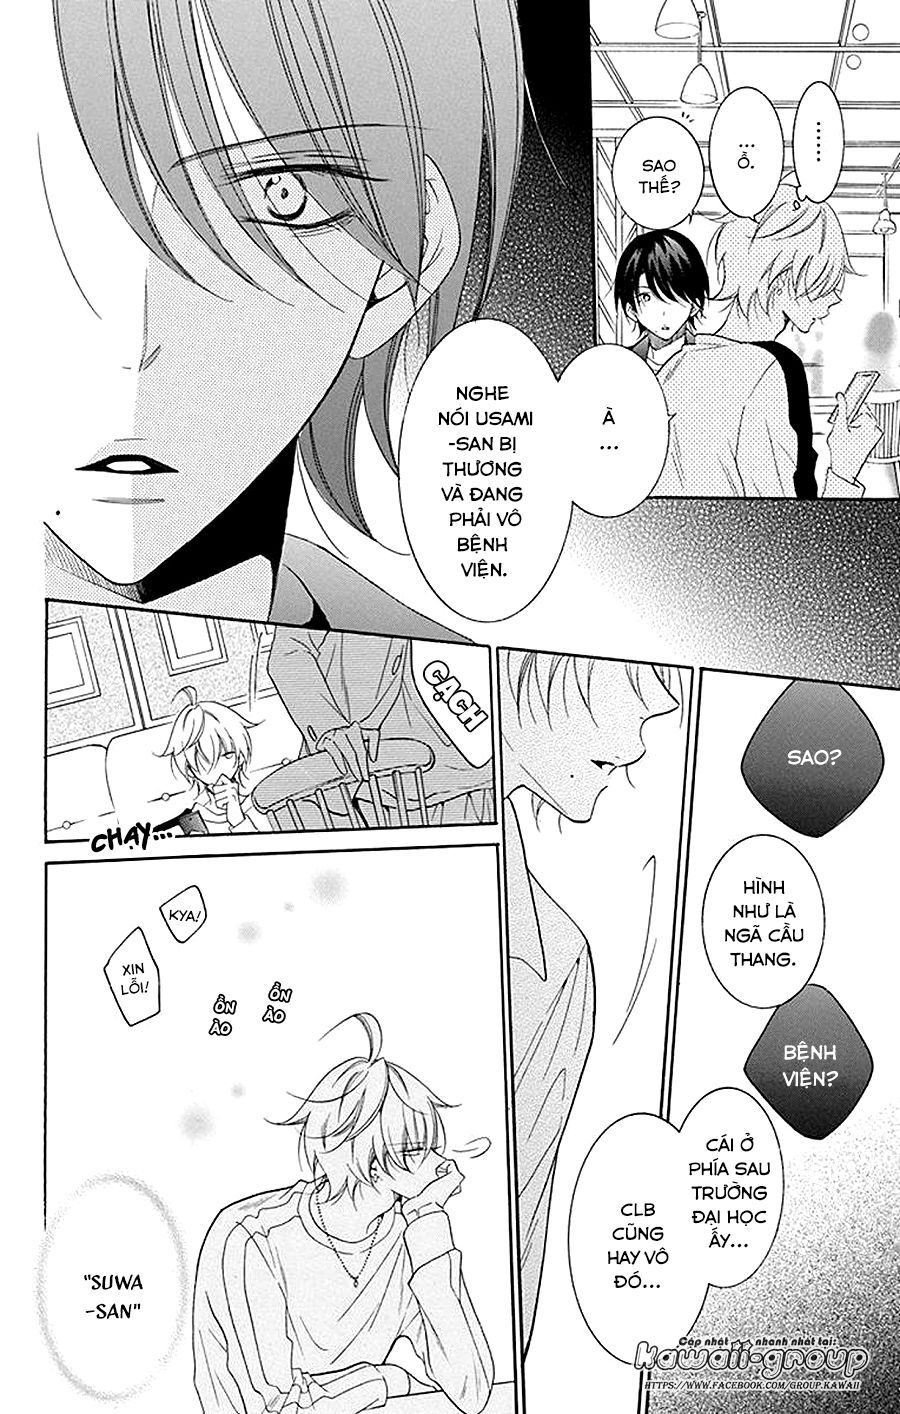 ......
...
Ồ.
SAO
THẾ?
À
...
NGHE
NÓI USAMI
-SAN BỊ
THƯƠNG
VÀ ĐANG
PHẢI VÔ
BỆNH
VIỆN.
SAO?
HÌNH
NHƯ LÀ
NGÃ CẦU
THANG.
BỆNH
VIỆN?
CÁI Ở
PHÍA SAU
TRƯỜNG
ĐẠI HỌC
ẤY...
CLB
CŨNG
HAY VÔ
ĐÓ...
CẠCH
CHẠY...
KYA!
XIN
LỖI!
ỒN
ÀO
ỒN
ÀO
"SUWA
-SAN"
Cập nhật nhanh nhất tại:
kawaii-group
HTTPS://WWW.FACEBOOK.COM/GROUP.KAWAII